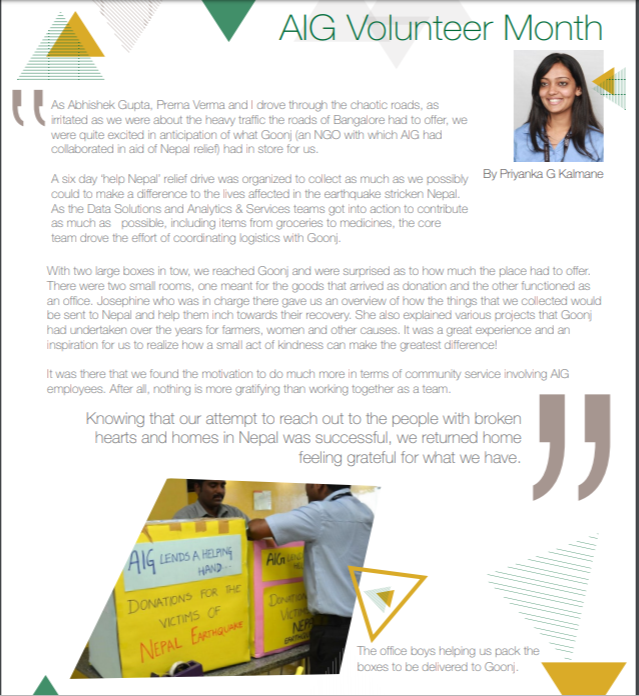 AIG Volunteer Month
As Abhishek Gupta, Prerna Verma and I drove through the chaotic roads, as
irritated as we were about the heavy traffic the roads of Bangalore had to offer, we
were quite excited in anticipation of what Goonj (an NGO with which AIG had
collaborated in aid of Nepal relief) had in store for us.
By Priyanka G Kalmane
A six day ‘help Nepal’ relief drive was organized to collect as much as we possibly
could to make a difference to the lives affected in the earthquake stricken Nepal.
As the Data Solutions and Analytics & Services teams got into action to contribute
as much as possible, including items from groceries to medicines, the core
team drove the effort of coordinating logistics with Goonj.
With two large boxes in tow, we reached Goonj and were surprised as to how much the place had to offer.
There were two small rooms, one meant for the goods that arrived as donation and the other functioned as
an office. Josephine who was in charge there gave us an overview of how the things that we collected would
be sent to Nepal and help them inch towards their recovery. She also explained various projects that Goonj
had undertaken over the years for farmers, women and other causes. It was a great experience and an
inspiration for us to realize how a small act of kindness can make the greatest difference!
It was there that we found the motivation to do much more in terms of community service involving AIG
employees. After all, nothing is more gratifying than working together as a team.
Knowing that our attempt to reach out to the people with broken
hearts and homes in Nepal was successful, we returned home
feeling grateful for what we have.
AIG LENDS A HELPING
HAND...
DONATIONS FOR THE
VICTIMS OF
NEPAL EARTHQUAKE
AIG
DONATION
VICTIM
NEPA
EARTHQUAKE
The office boys helping us pack the
boxes to be delivered to Goonj.